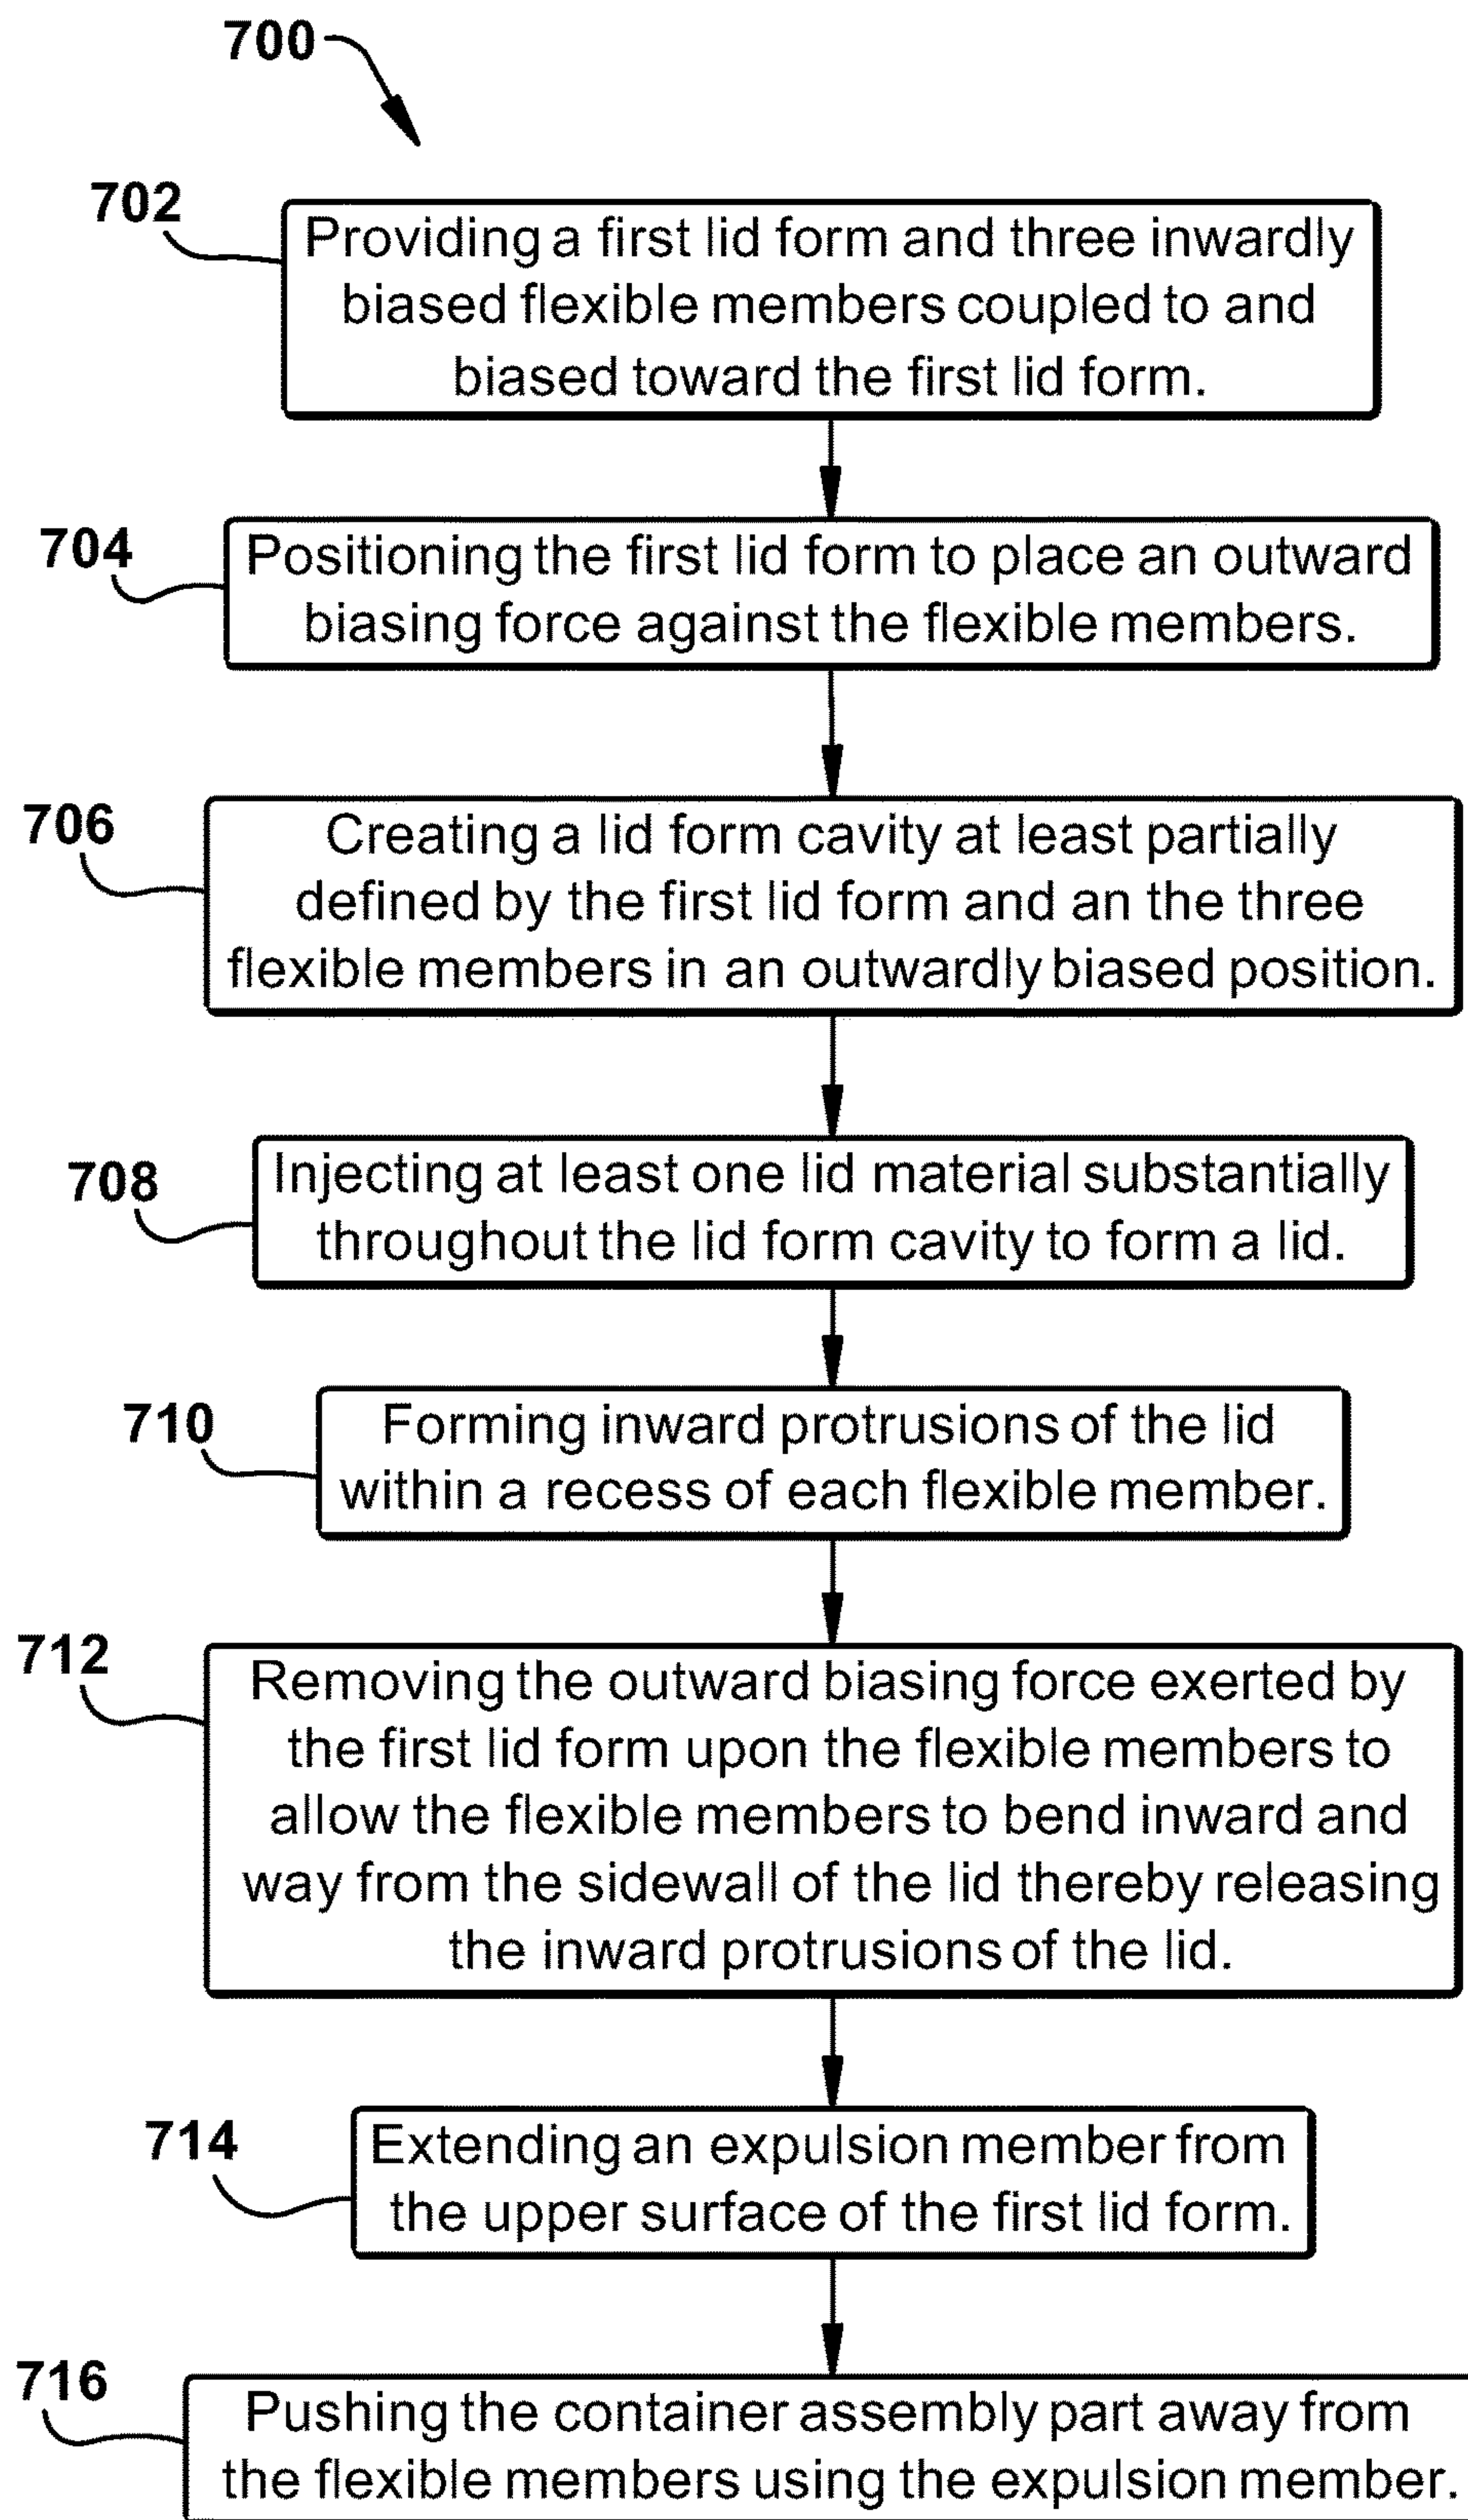 700
702
Providing a first lid form and three inwardly
biased flexible members coupled to and
biased toward the first lid form.
704
Positioning the first lid form to place an outward
biasing force against the flexible members.
706
Creating a lid form cavity at least partially
defined by the first lid form and an the three
flexible members in an outwardly biased position.
708
Injecting at least one lid material substantially
throughout the lid form cavity to form a lid.
710
Forming inward protrusions of the lid
within a recess of each flexible member.
712
Removing the outward biasing force exerted by
the first lid form upon the flexible members to
allow the flexible members to bend inward and
way from the sidewall of the lid thereby releasing
the inward protrusions of the lid.
714
Extending an expulsion member from
the upper surface of the first lid form.
716
Pushing the container assembly part away from
the flexible members using the expulsion member.